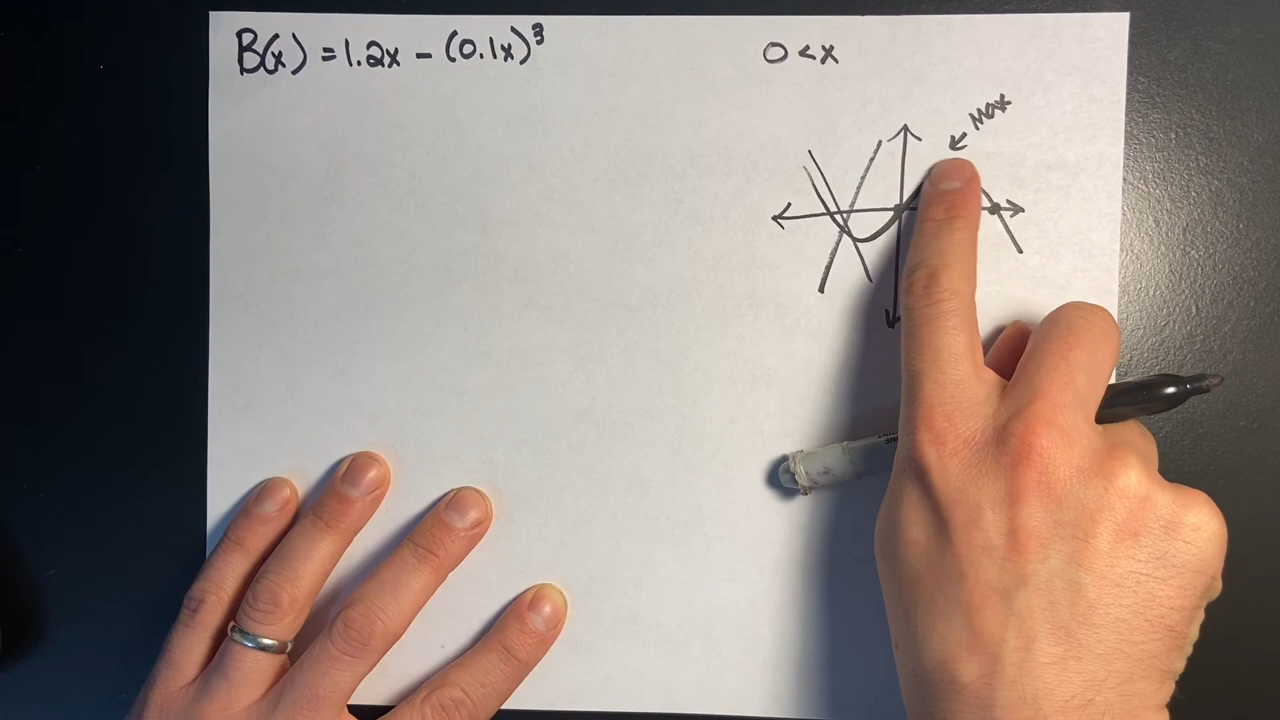 B(x) = 1.2x - (0.1x)³
0 < x
Max